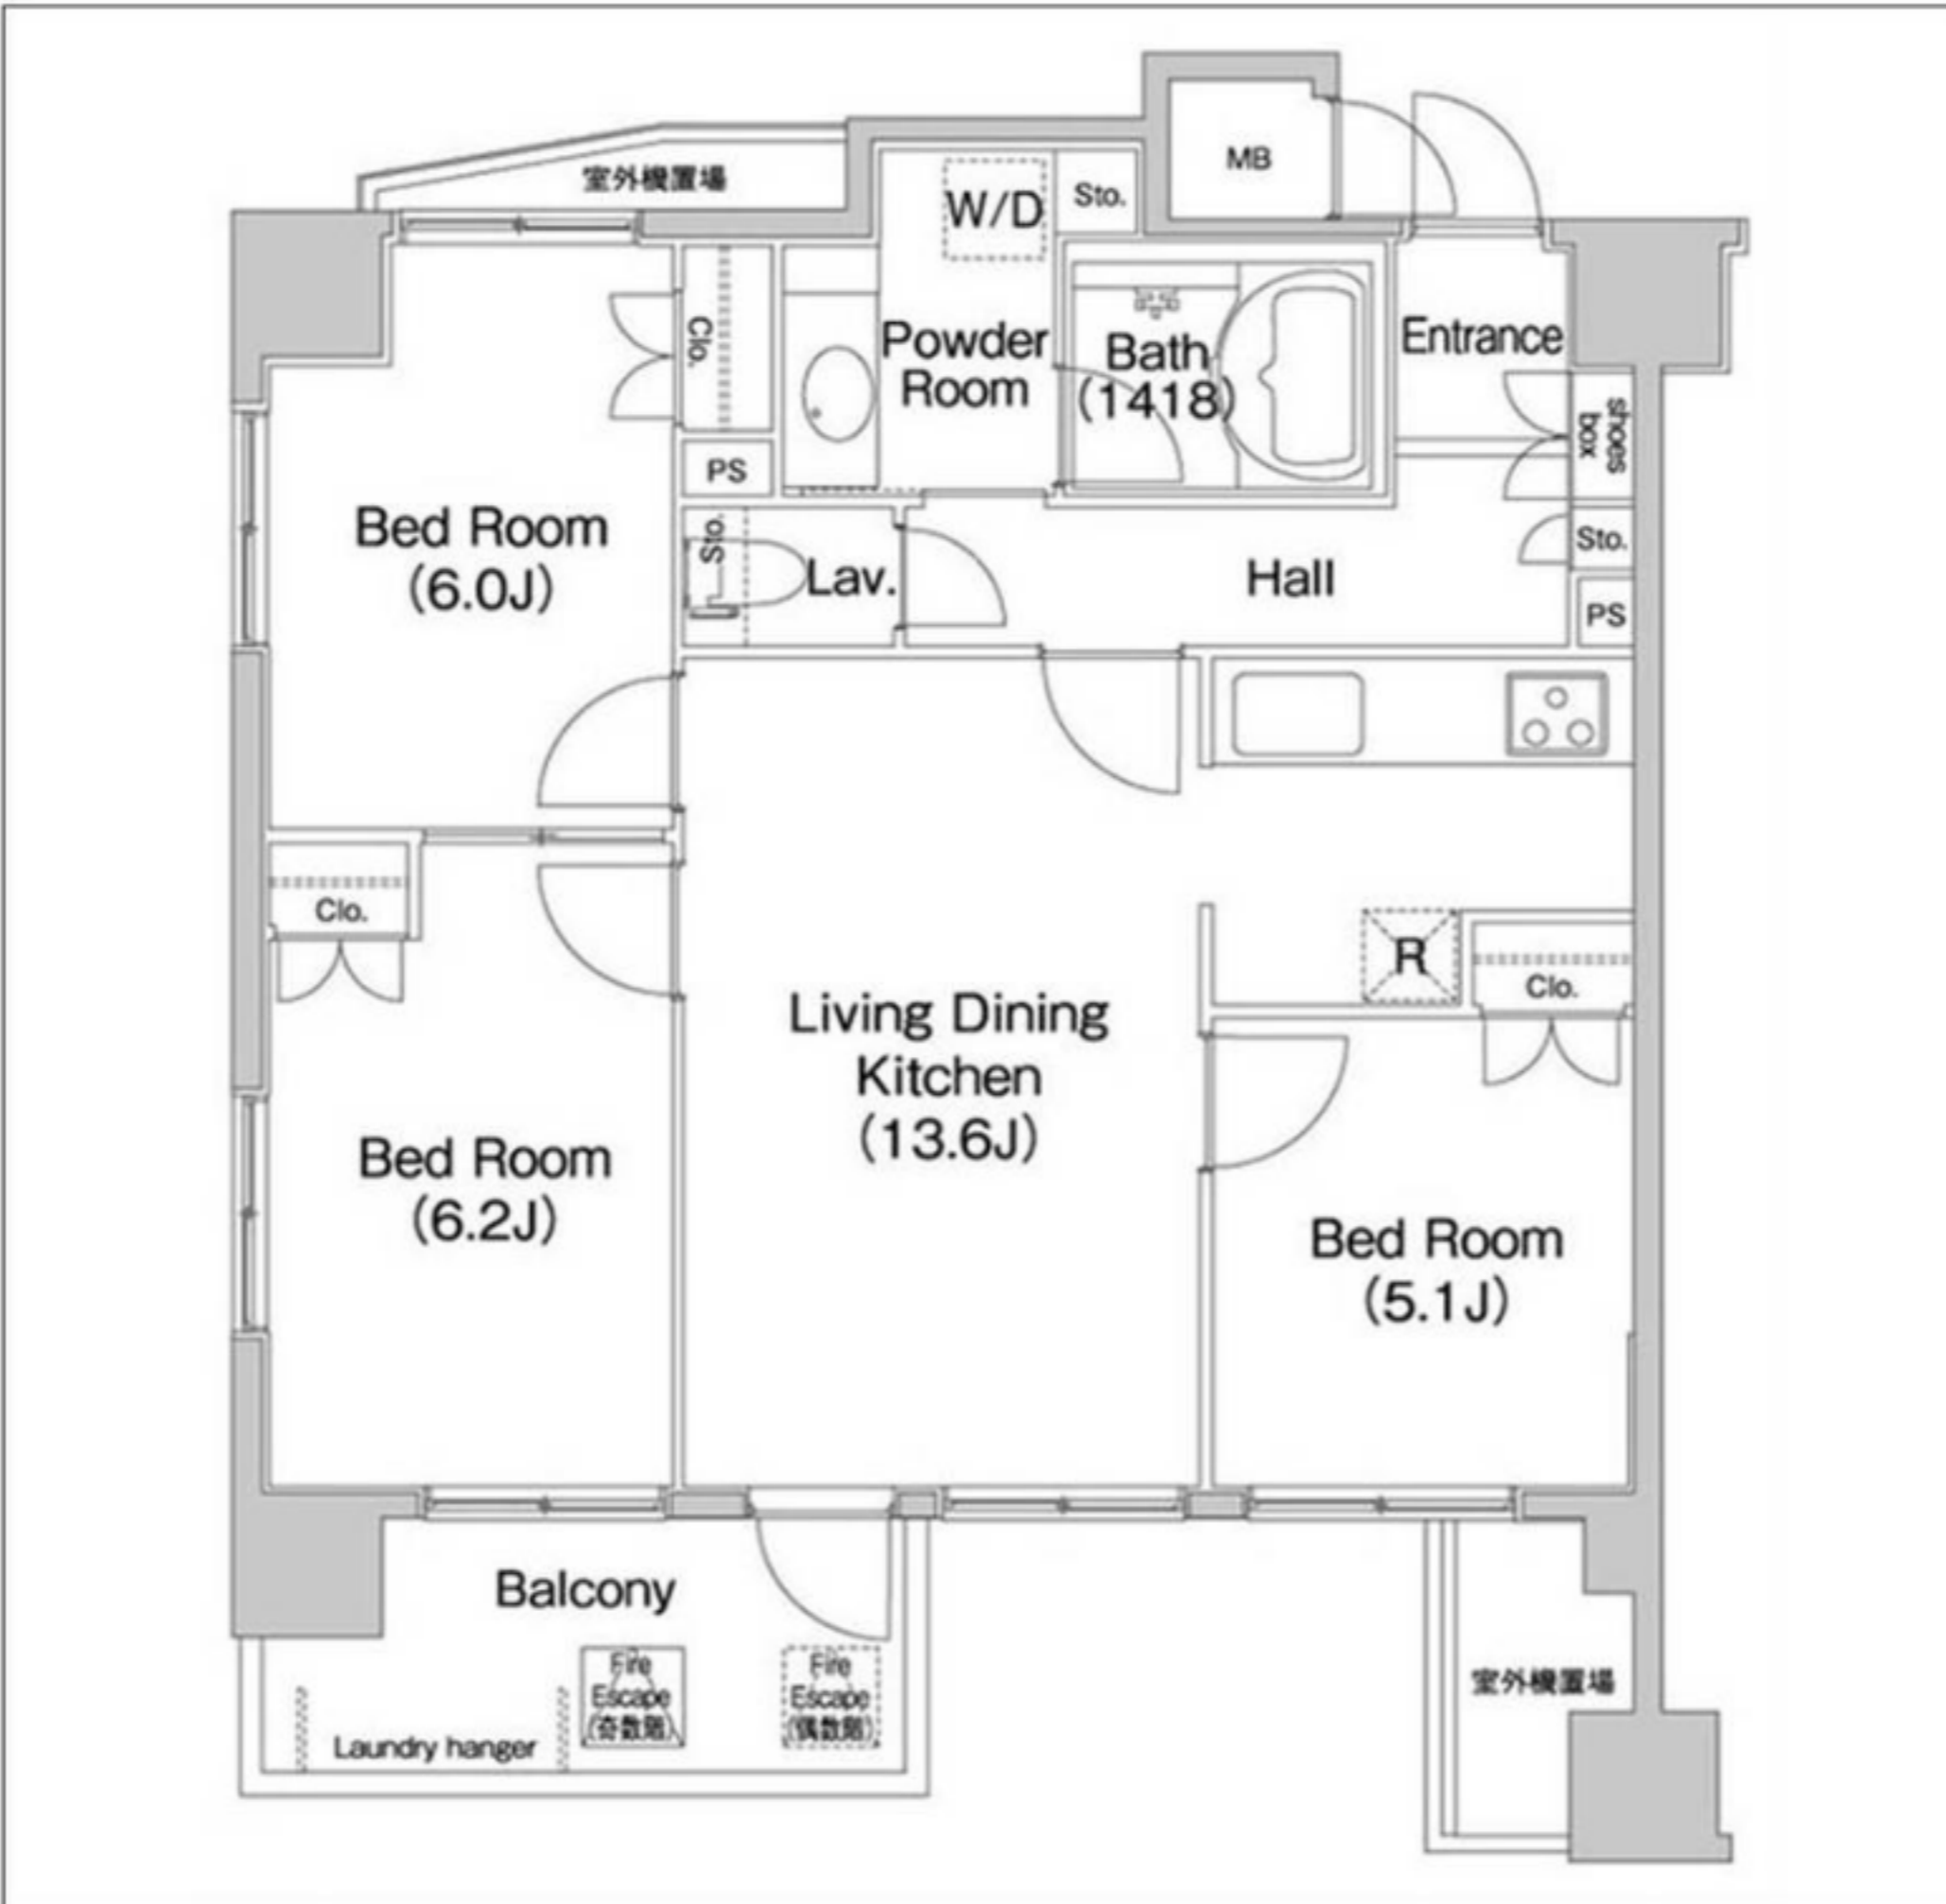 MB
室外機置場
W/D
Sto.
Clo.
Powder
Room
Bath
(1418)
Entrance
shoes
box
PS
Bed Room
(6.0J)
Sto.
Lav.
Hall
Sto.
PS
Clo.
R
Clo.
Living Dining
Kitchen
(13.6J)
Bed Room
(6.2J)
Bed Room
(5.1J)
Balcony
Fire
Escape
(奇数階)
Fire
Escape
(偶数階)
Laundry hanger
室外機置場